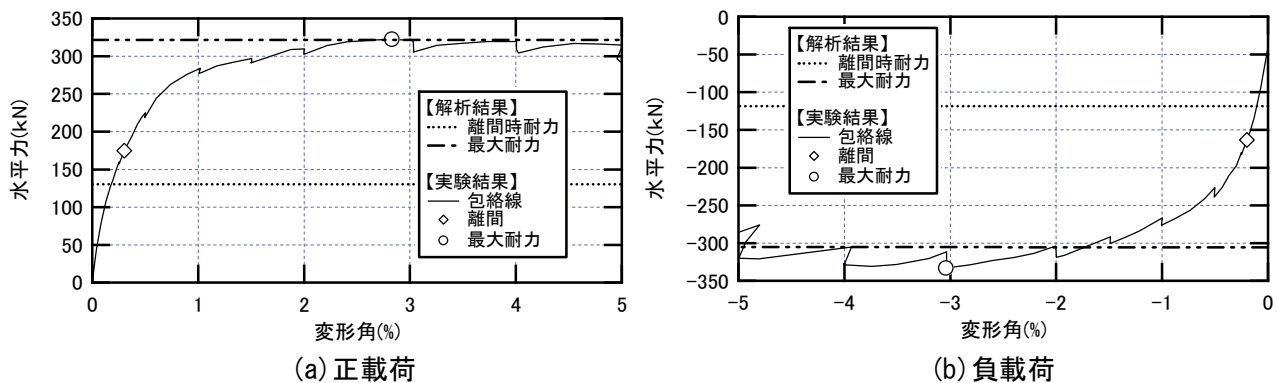 350
300
250
200
150
100
50
0
水平力(kN)
0 1 2 3 4 5
変形角(%)
【解析結果】
離間時耐力
最大耐力
【実験結果】
包絡線
離間
最大耐力
(a)正載荷
0
-50
-100
-150
-200
-250
-300
-350
水平力(kN)
-5 -4 -3 -2 -1 0
変形角(%)
【解析結果】
離間時耐力
最大耐力
【実験結果】
包絡線
離間
最大耐力
(b)負載荷